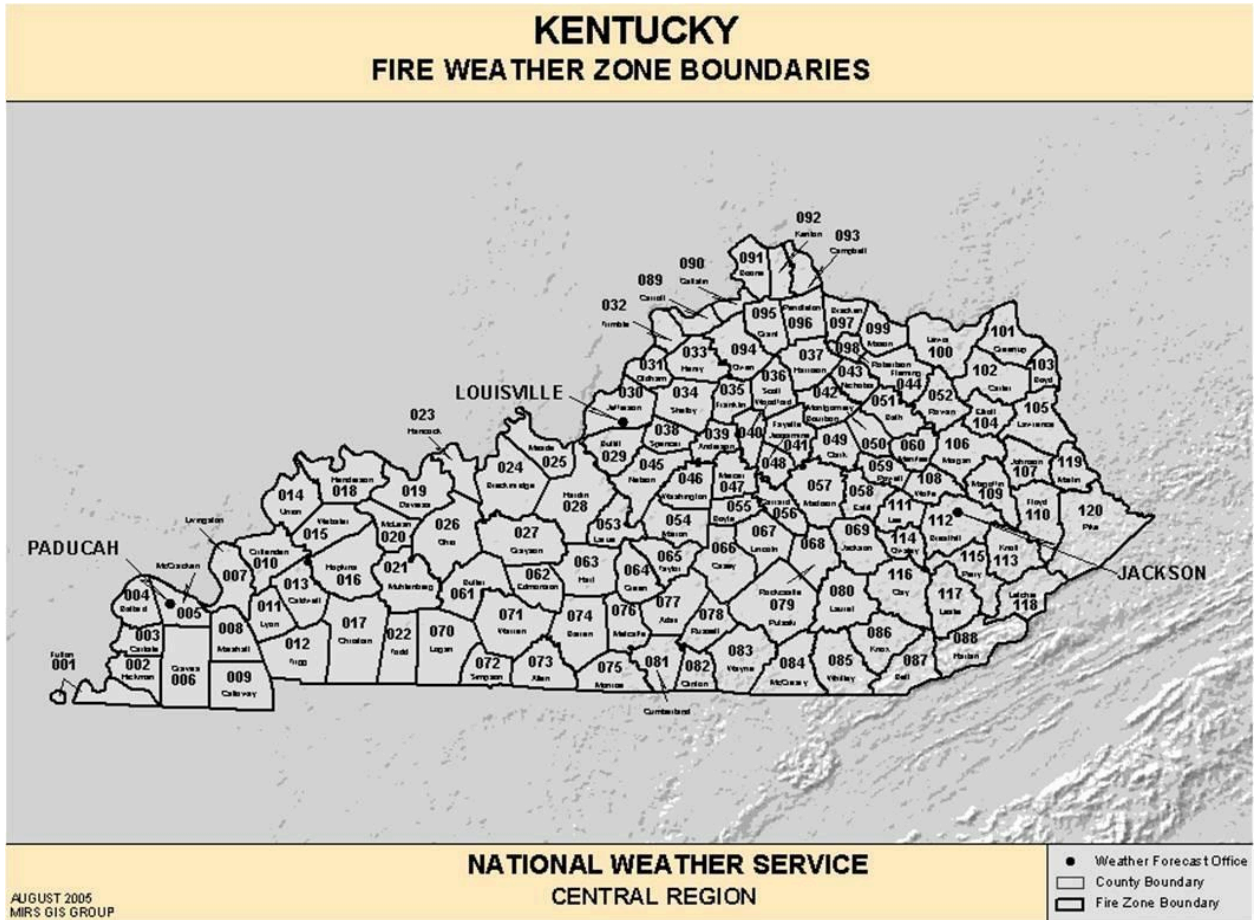 KENTUCKY
FIRE WEATHER ZONE BOUNDARIES
092
Kenton
093
Campbell
091
Boone
090
089
Carroll
032
Trimble
095
Grant
Pendleton
096
Bracken
097
099
Mason
Lewis
100
101
Greenup
033
Henry
094
Owen
037
Harrison
098
Robertson
Fleming
044
102
Carter
103
Boyd
031
Oldham
LOUISVILLE
030
Jefferson
034
Shelby
035
Franklin
036
Scott
Woodford
042
Montgomery
Bourbon
043
Nicholas
051
Bath
052
Rowan
Elliott
104
105
Lawrence
023
Hancock
Meade
025
024
Breckinridge
Bullitt
029
038
Spencer
039
Anderson
040
Fayette
Jessamine
041
049
Clark
050
060
Menifee
106
Morgan
Johnson
107
119
Martin
014
Union
Henderson
018
019
Daviess
Hardin
028
045
Nelson
046
Washington
Mercer
047
048
057
Madison
058
Estill
059
Powell
108
Wolfe
Magoffin
109
Floyd
110
120
Pike
Livingston
PADUCAH
McCracken
Webster
015
McLean
020
026
Ohio
027
Grayson
053
Larue
054
Marion
055
Boyle
Garrard
056
067
Lincoln
068
069
Jackson
111
Lee
112
Breathitt
114
Owsley
115
Perry
Knott
113
JACKSON
004
Ballard
005
007
Crittenden
010
013
Caldwell
Hopkins
016
021
Muhlenberg
Butler
061
062
Edmonson
063
Hart
064
Green
065
Taylor
066
Casey
Rockcastle
079
Pulaski
080
Laurel
116
Clay
117
Leslie
Letcher
118
003
Carlisle
008
Marshall
011
Lyon
012
Trigg
017
Christian
022
Todd
070
Logan
071
Warren
074
Barren
076
Metcalfe
077
Adair
078
Russell
086
Knox
088
Harlan
Fulton
001
002
Hickman
Graves
006
009
Calloway
072
Simpson
073
Allen
075
Monroe
081
082
Clinton
083
Wayne
084
McCreary
085
Whitley
087
Bell
Cumberland
NATIONAL WEATHER SERVICE
CENTRAL REGION
AUGUST 2005
MIRS GIS GROUP
Weather Forecast Office
County Boundary
Fire Zone Boundary